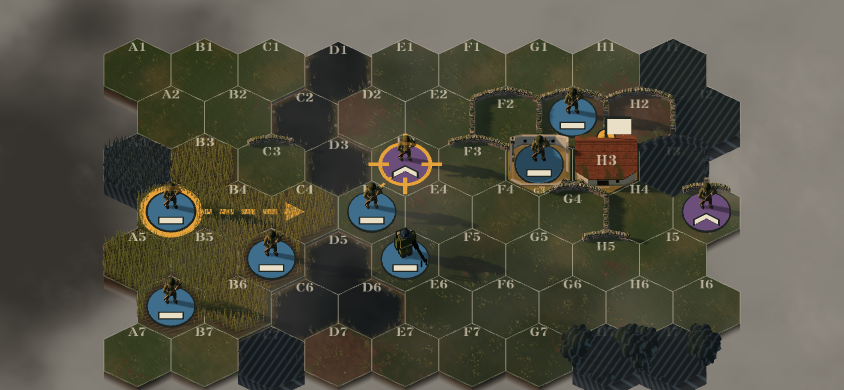 A1 B1 C1 D1 E1 F1 G1 H1
A2 B2 C2 D2 E2 F2 H2
B3 C3 D3 F3 H3
B4 C4 E4 F4 G4 H4
A5 B5 D5 F5 G5 H5 I5
B6 C6 D6 E6 F6 G6 H6 I6
A7 B7 D7 E7 F7 G7